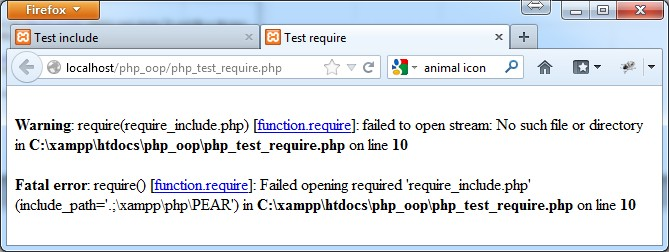 Firefox
Test include
Test require
localhost/php_oop/php_test_require.php
animal icon
Warning: require(require_include.php) [function.require]: failed to open stream: No such file or directory
in C:\xampp\htdocs\php_oop\php_test_require.php on line 10
Fatal error: require() [function.require]: Failed opening required 'require_include.php'
(include_path='.;\xampp\php\PEAR') in C:\xampp\htdocs\php_oop\php_test_require.php on line 10